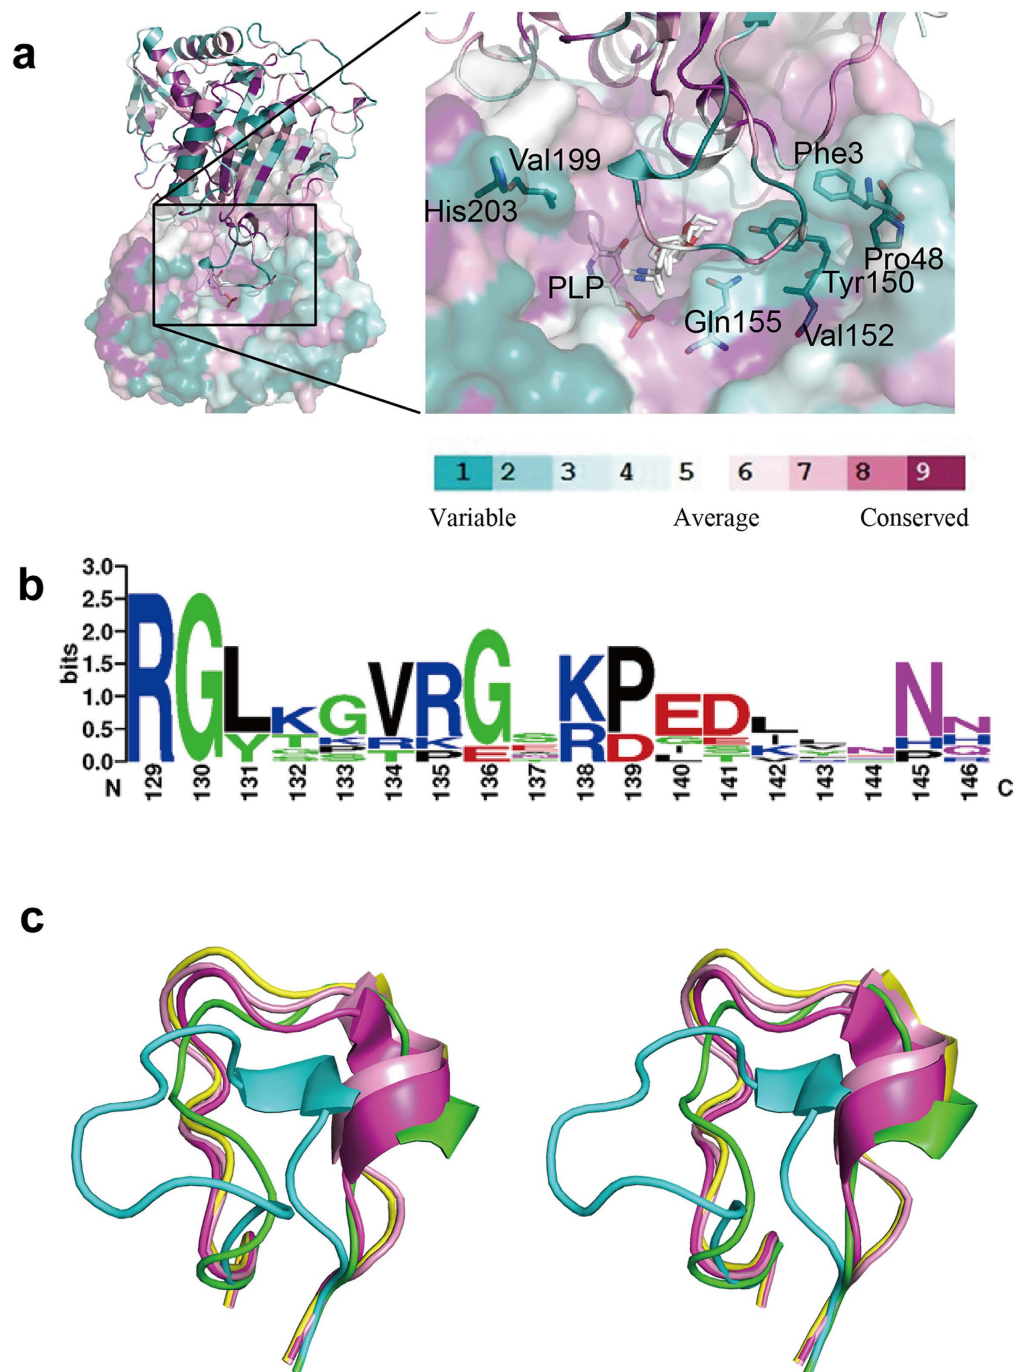 a
Val199
Phe3
His203
Pro48
PLP
Tyr150
Gln155
Val152
1 2 3 4 5 6 7 8 9
Variable Average Conserved
b
bits
3.0
2.5
2.0
1.5
1.0
0.5
0.0
R G L K G V R G K P E D L N N
Y T K R K E R D K H H
N 129 130 131 132 133 134 135 136 137 138 139 140 141 142 143 144 145 146 C
c